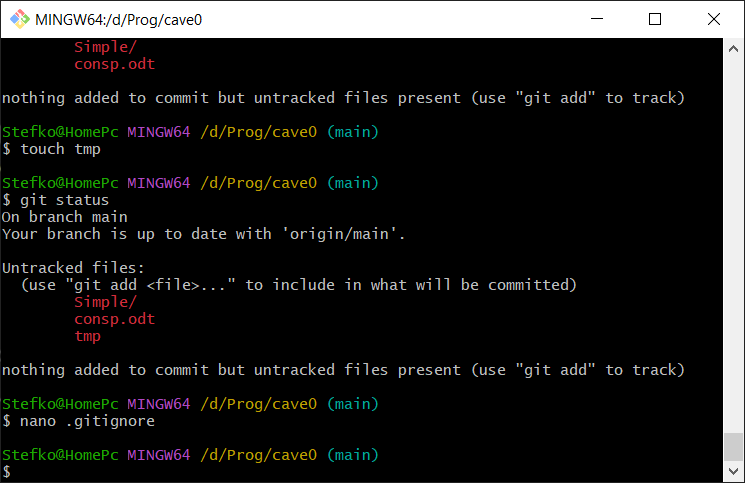 MINGW64:/d/Prog/cave0
Simple/
consp.odt
nothing added to commit but untracked files present (use "git add" to track)
Stefko@HomePc MINGW64 /d/Prog/cave0 (main)
$ touch tmp
Stefko@HomePc MINGW64 /d/Prog/cave0 (main)
$ git status
On branch main
Your branch is up to date with 'origin/main'.
Untracked files:
(use "git add <file>..." to include in what will be committed)
Simple/
consp.odt
tmp
nothing added to commit but untracked files present (use "git add" to track)
Stefko@HomePc MINGW64 /d/Prog/cave0 (main)
$ nano .gitignore
Stefko@HomePc MINGW64 /d/Prog/cave0 (main)
$